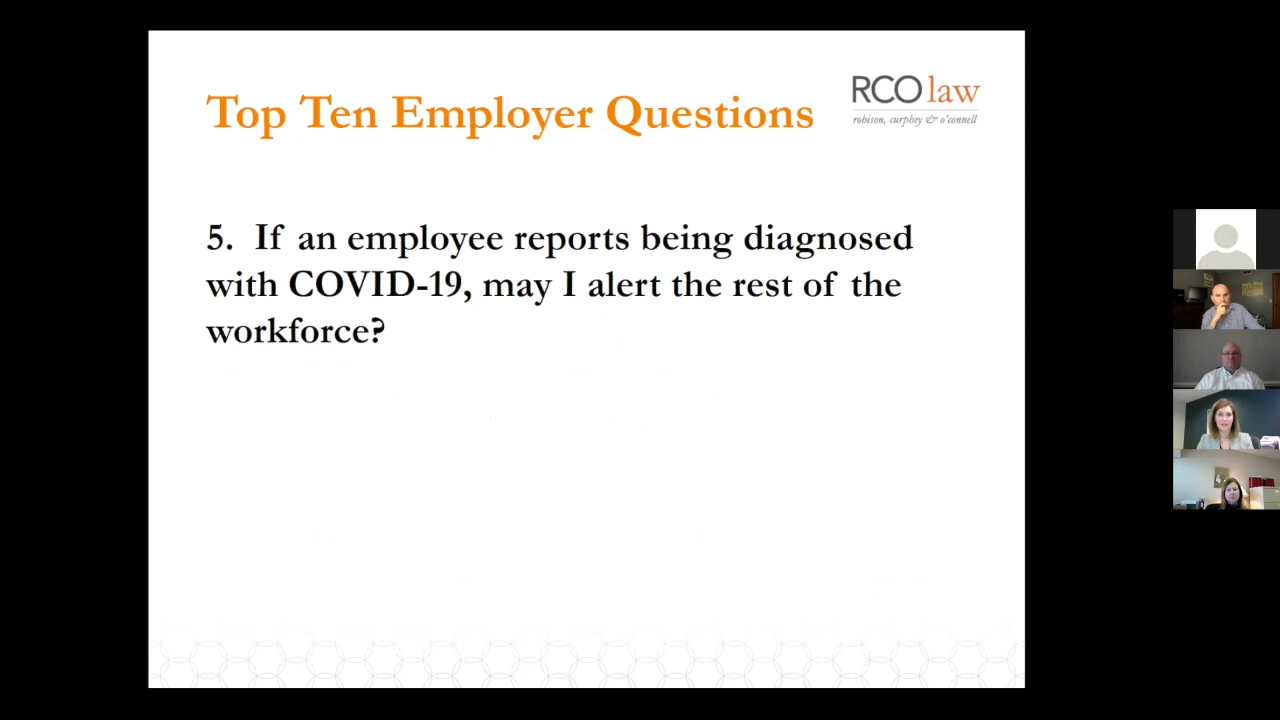 Top Ten Employer Questions
RCO law
robison, curphey & o'connell
5. If an employee reports being diagnosed
with COVID-19, may I alert the rest of the
workforce?